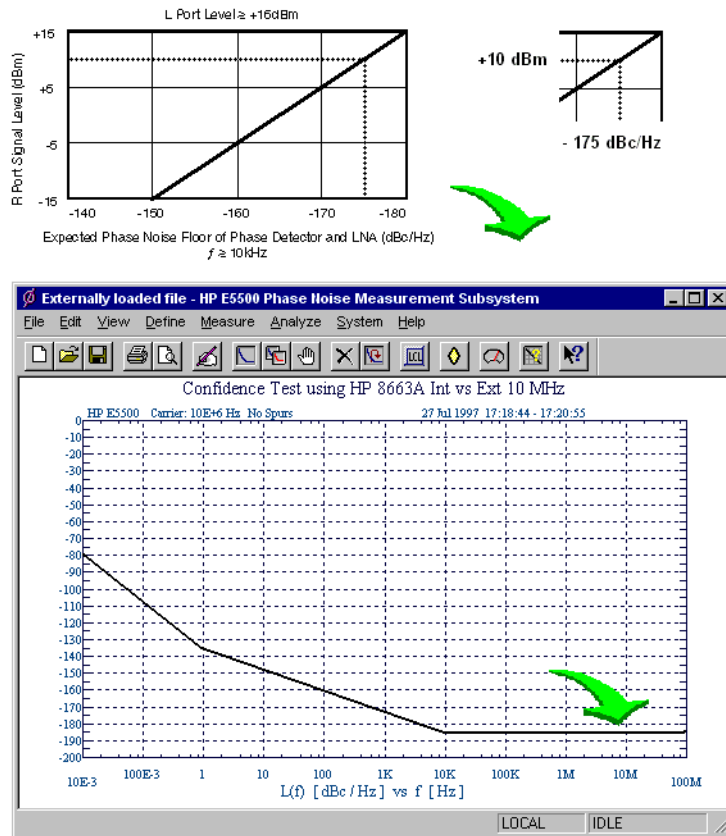 L Port Level ≥ +15dBm
+15
+5
-5
-15
R Port Signal Level (dBm)
-140 -150 -160 -170 -180
Expected Phase Noise Floor of Phase Detector and LNA (dBc/Hz)
f ≥ 10kHz
+10 dBm
- 175 dBc/Hz
Externally loaded file - HP E5500 Phase Noise Measurement Subsystem
File Edit View Define Measure Analyze System Help
LCL
Confidence Test using HP 8663A Int vs Ext 10 MHz
HP E5500 Carrier: 10E+6 Hz No Spurs 27 Jul 1997 17:18:44 - 17:20:55
0
-10
-20
-30
-40
-50
-60
-70
-80
-90
-100
-110
-120
-130
-140
-150
-160
-170
-180
-190
-200
10E-3 100E-3 1 10 100 1K 10K 100K 1M 10M 100M
L(f) [ dBc / Hz ] vs f [ Hz ]
LOCAL IDLE